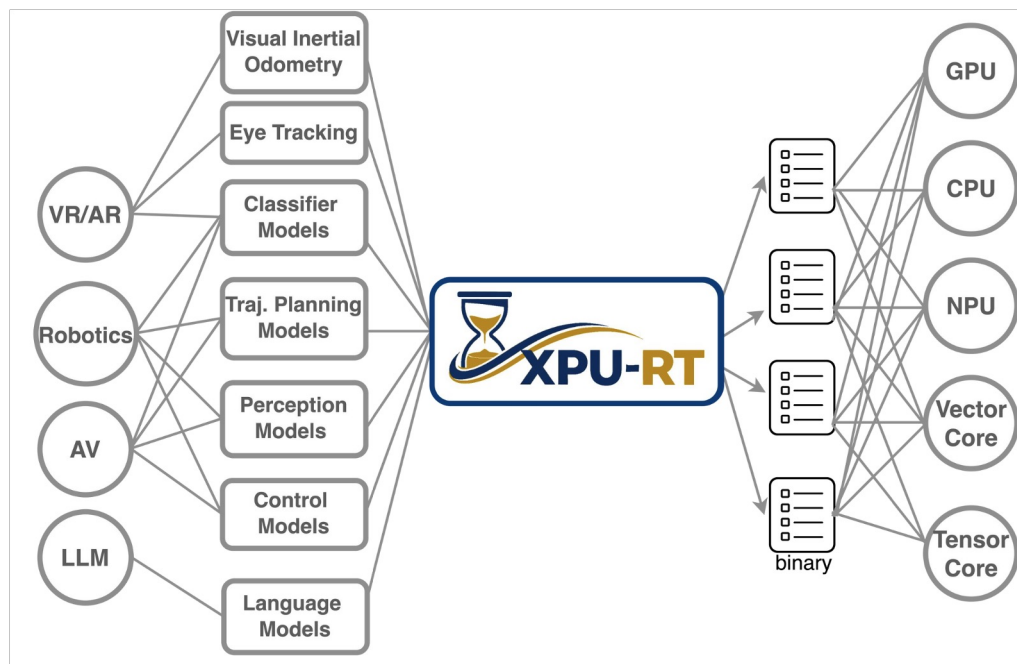 VR/AR
Robotics
AV
LLM
Visual Inertial
Odometry
Eye Tracking
Classifier
Models
Traj. Planning
Models
Perception
Models
Control
Models
Language
Models
XPU-RT
binary
GPU
CPU
NPU
Vector
Core
Tensor
Core